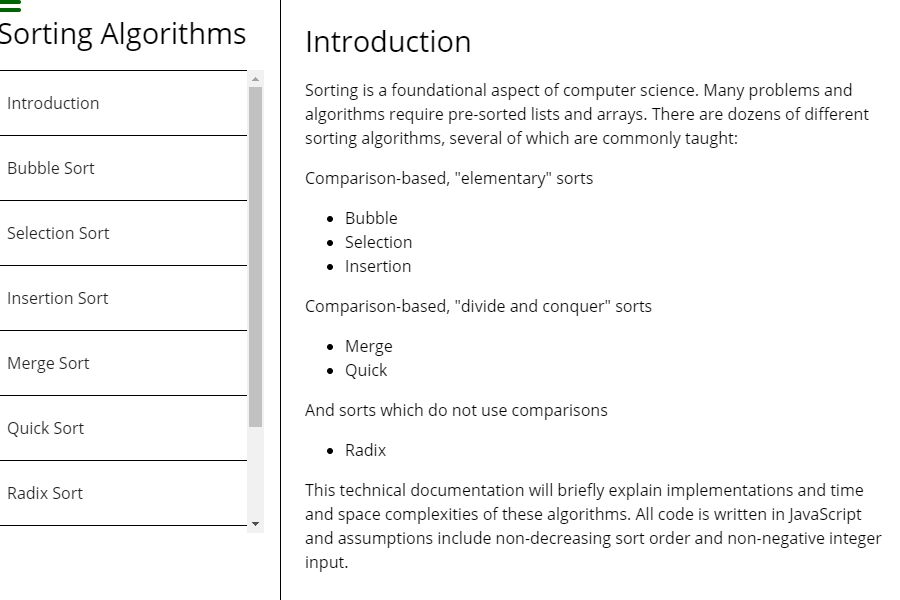 Sorting Algorithms
Introduction
Bubble Sort
Selection Sort
Insertion Sort
Merge Sort
Quick Sort
Radix Sort
Introduction
Sorting is a foundational aspect of computer science. Many problems and
algorithms require pre-sorted lists and arrays. There are dozens of different
sorting algorithms, several of which are commonly taught:
Comparison-based, "elementary" sorts
Bubble
Selection
Insertion
Comparison-based, "divide and conquer" sorts
Merge
Quick
And sorts which do not use comparisons
Radix
This technical documentation will briefly explain implementations and time
and space complexities of these algorithms. All code is written in JavaScript
and assumptions include non-decreasing sort order and non-negative integer
input.